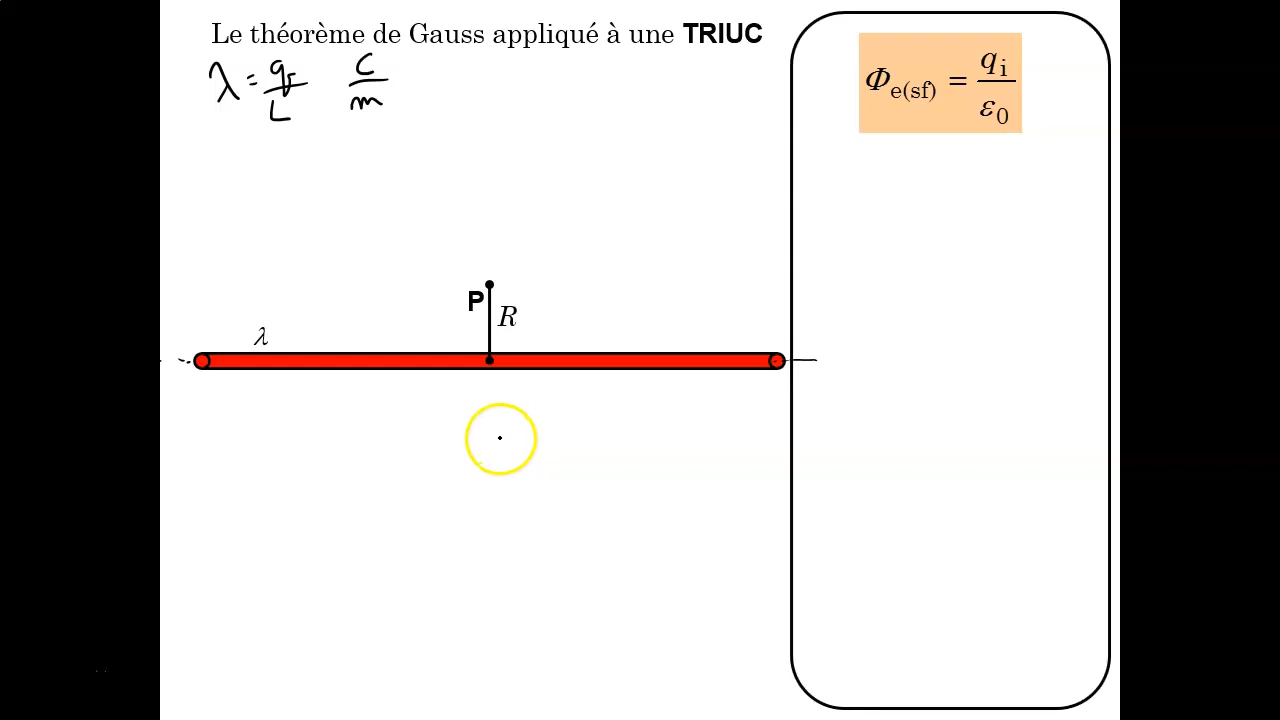 Le théorème de Gauss appliqué à une TRIUC
λ = q/L C/m
Φe(sf) = qi/ε0
P
R
λ